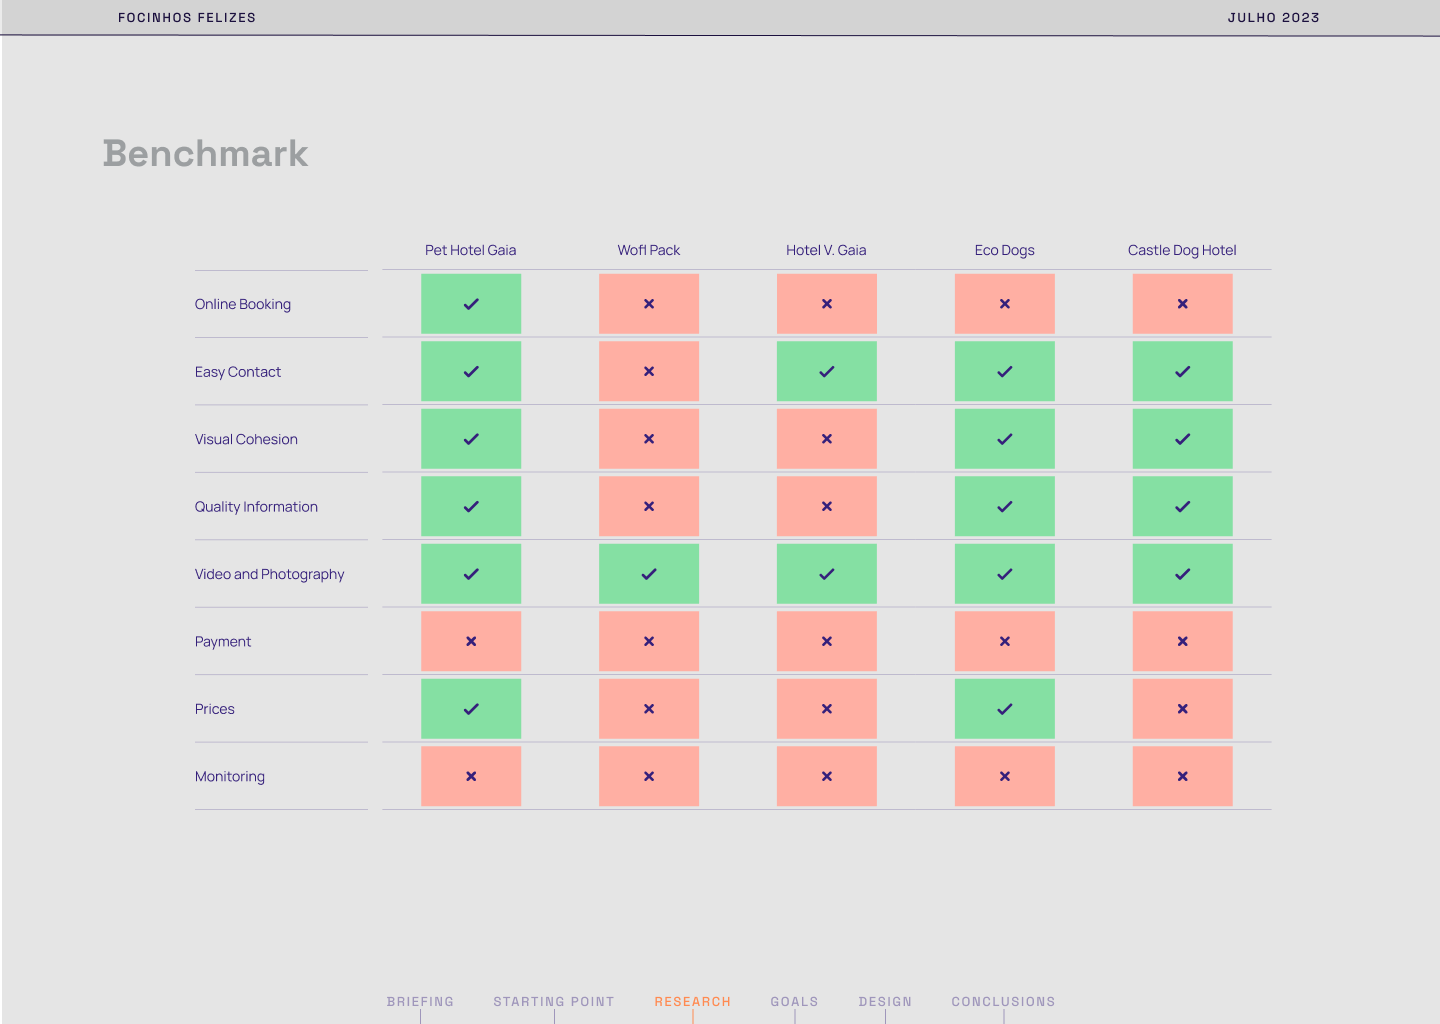 FOCINHOS FELIZES JULHO 2023
Benchmark
Pet Hotel Gaia Wofl Pack Hotel V. Gaia Eco Dogs Castle Dog Hotel
Online Booking
Easy Contact
Visual Cohesion
Quality Information
Video and Photography
Payment
Prices
Monitoring
BRIEFING STARTING POINT RESEARCH GOALS DESIGN CONCLUSIONS